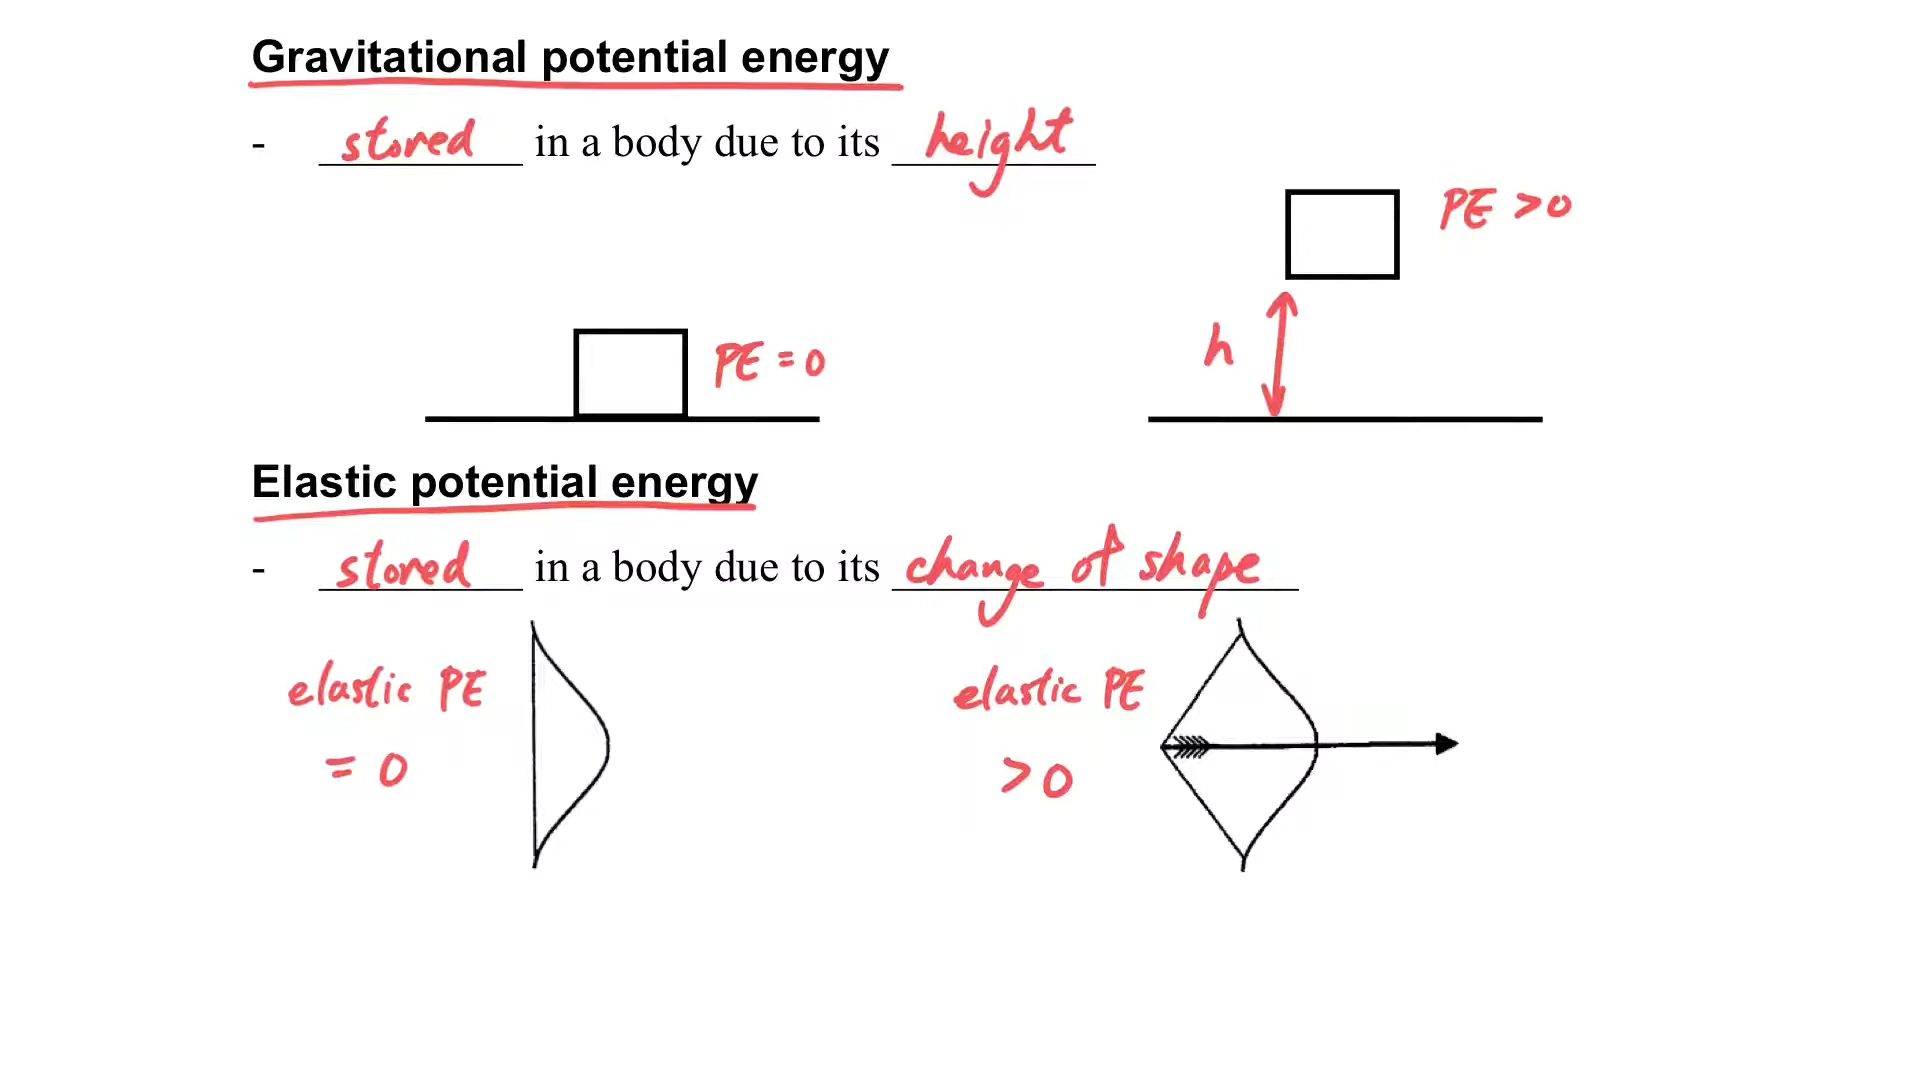 Gravitational potential energy
- stored in a body due to its height
PE > 0
h
PE = 0
Elastic potential energy
- stored in a body due to its change of shape
elastic PE
= 0
elastic PE
> 0